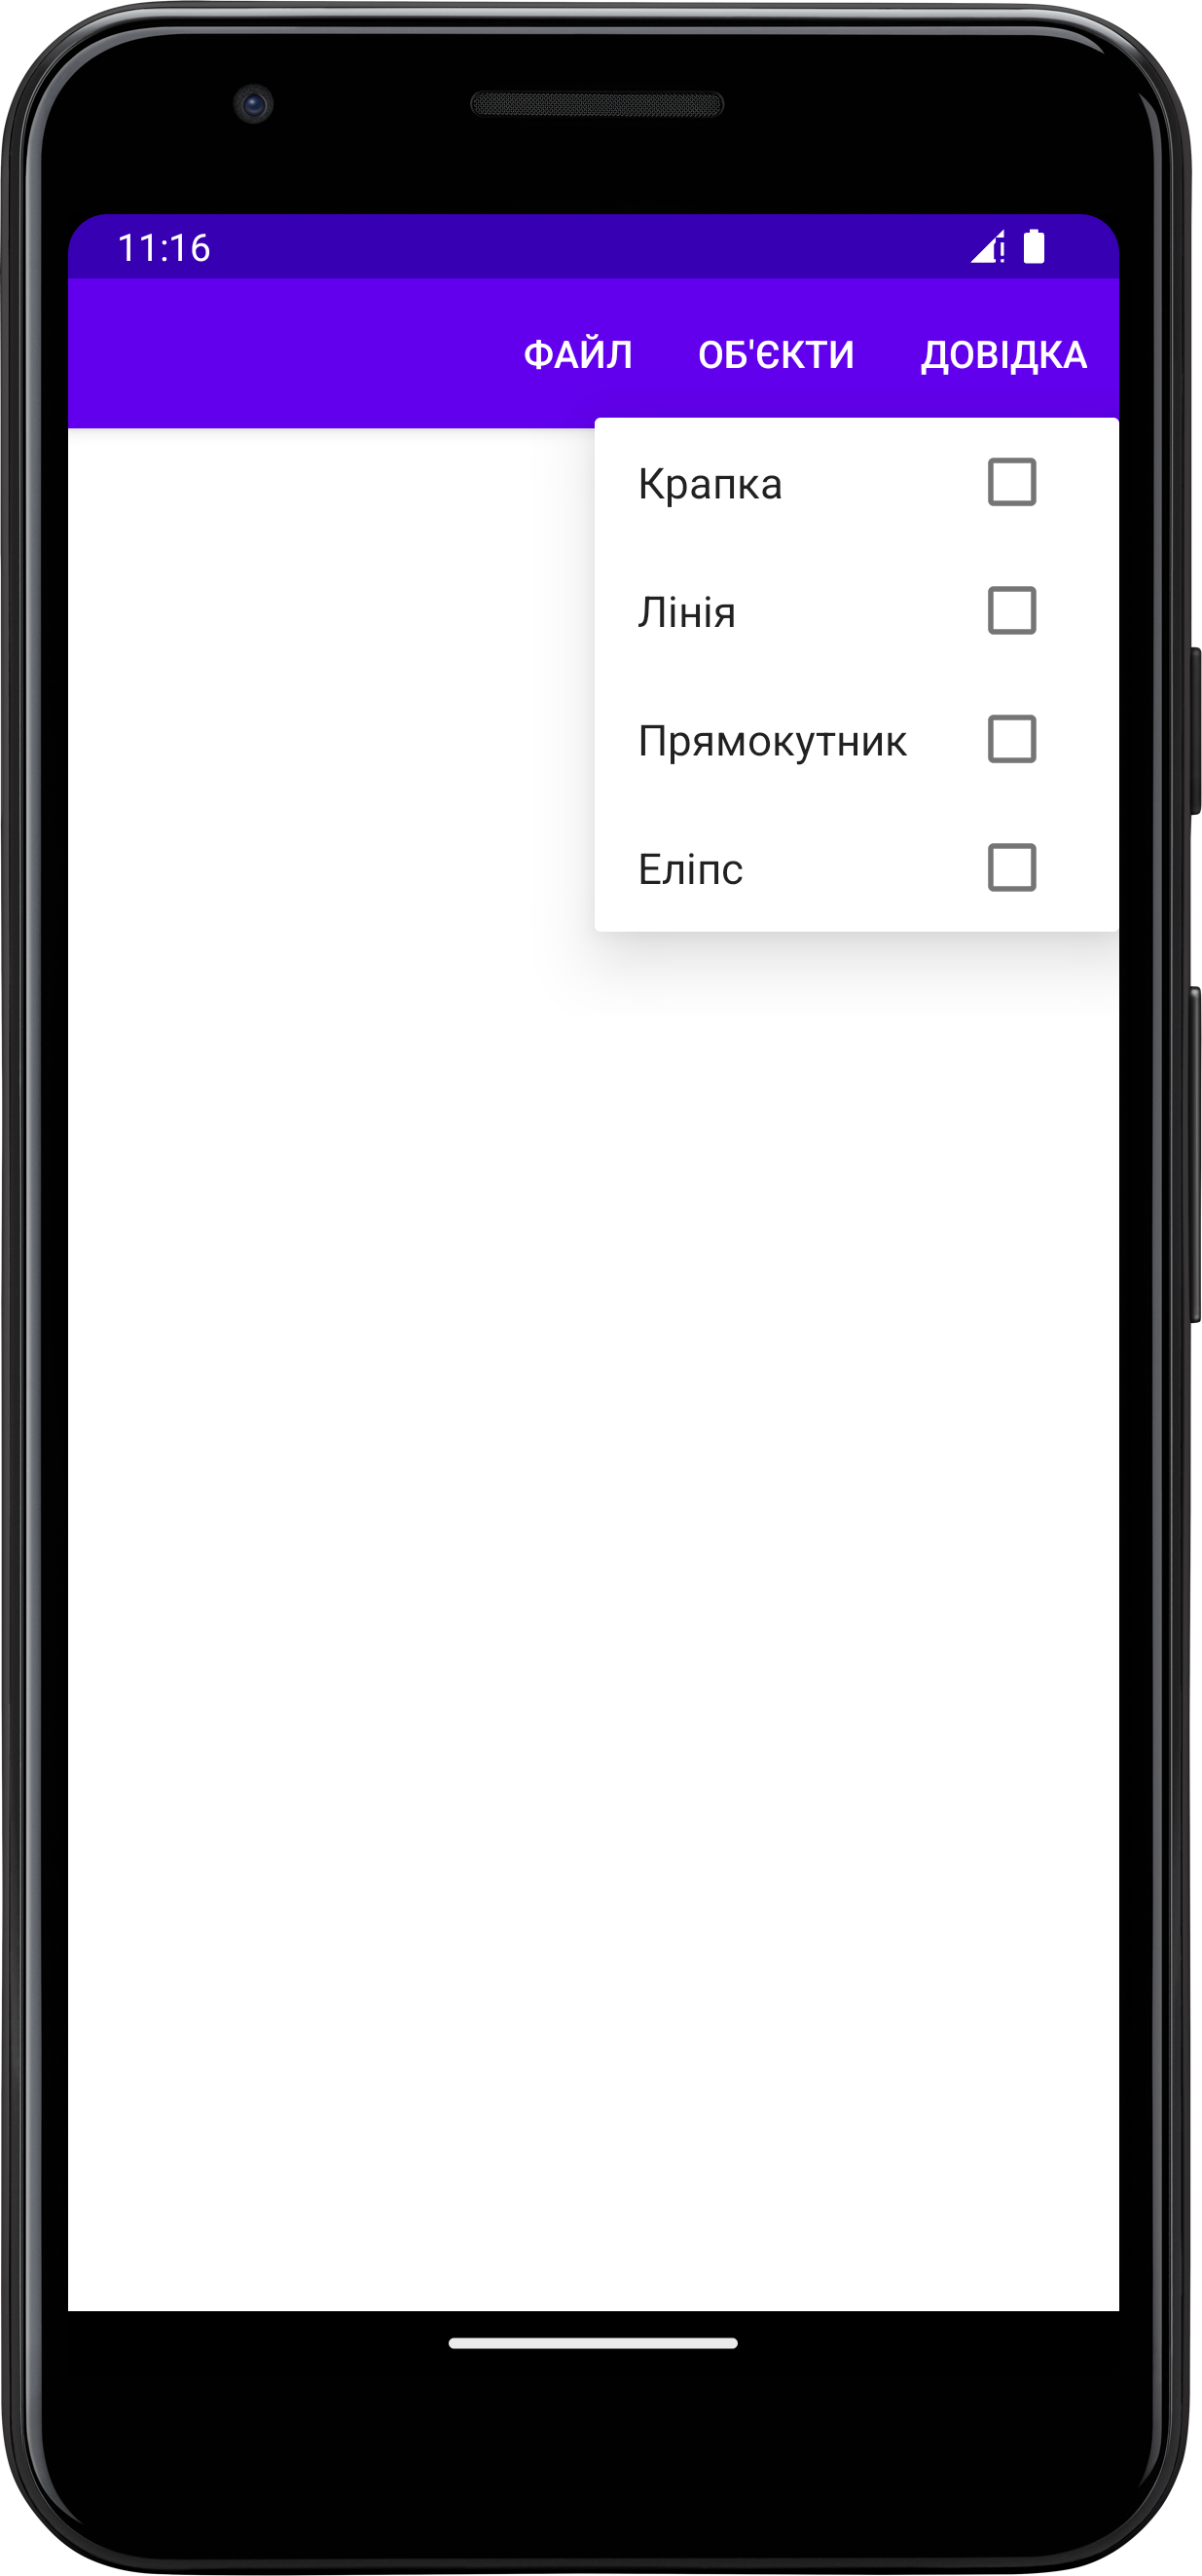 11:16
ФАЙЛ ОБ'ЄКТИ ДОВІДКА
Крапка
Лінія
Прямокутник
Еліпс